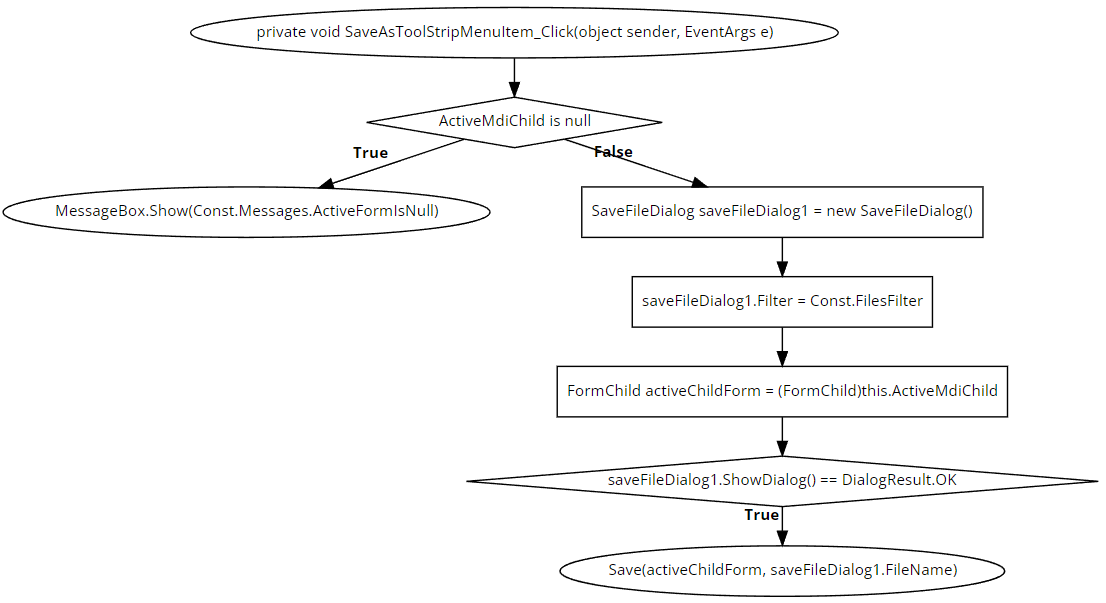 private void SaveAsToolStripMenuItem_Click(object sender, EventArgs e)
ActiveMdiChild is null
True
False
MessageBox.Show(Const.Messages.ActiveFormIsNull)
SaveFileDialog saveFileDialog1 = new SaveFileDialog()
saveFileDialog1.Filter = Const.FilesFilter
FormChild activeChildForm = (FormChild)this.ActiveMdiChild
saveFileDialog1.ShowDialog() == DialogResult.OK
True
Save(activeChildForm, saveFileDialog1.FileName)